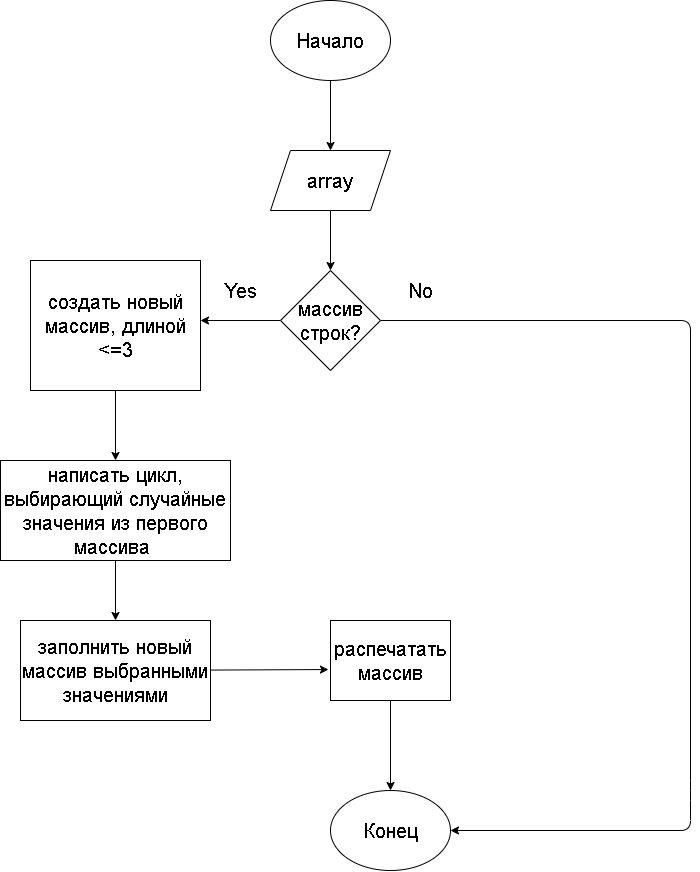 Начало
array
массив
строк?
Yes
No
создать новый
массив, длиной
<=3
написать цикл,
выбирающий случайные
значения из первого
массива
заполнить новый
массив выбранными
значениями
распечатать
массив
Конец